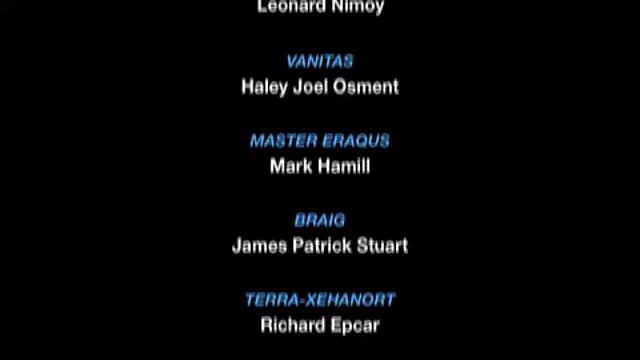 Leonard Nimoy
VANITAS
Haley Joel Osment
MASTER ERAQUS
Mark Hamill
BRAIG
James Patrick Stuart
TERRA-XEHANORT
Richard Epcar